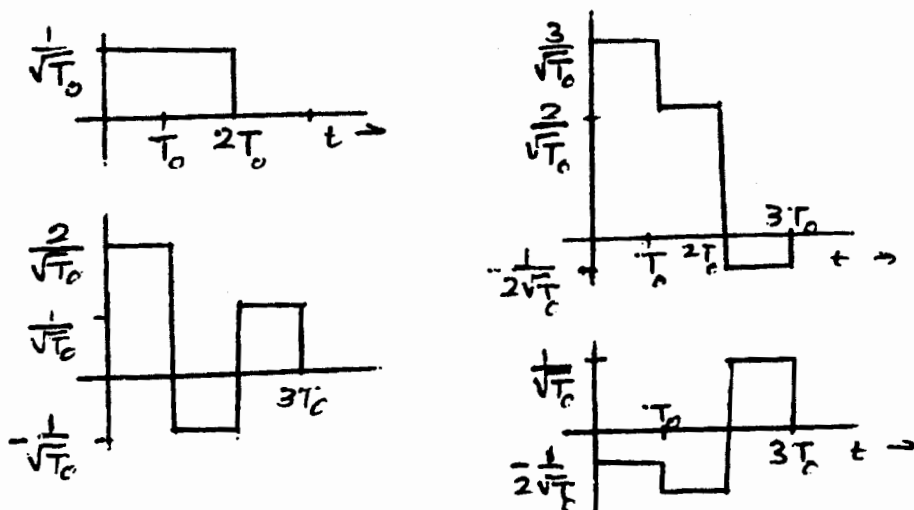 1/√T₀
T₀ 2T₀ t →
2/√T₀
1/√T₀
-1/√T₀
3T₀
3/√T₀
2/√T₀
-1/2√T₀
T₀ 2T₀ 3T₀ t →
1/√T₀
-1/2√T₀
T₀ 3T₀ t →